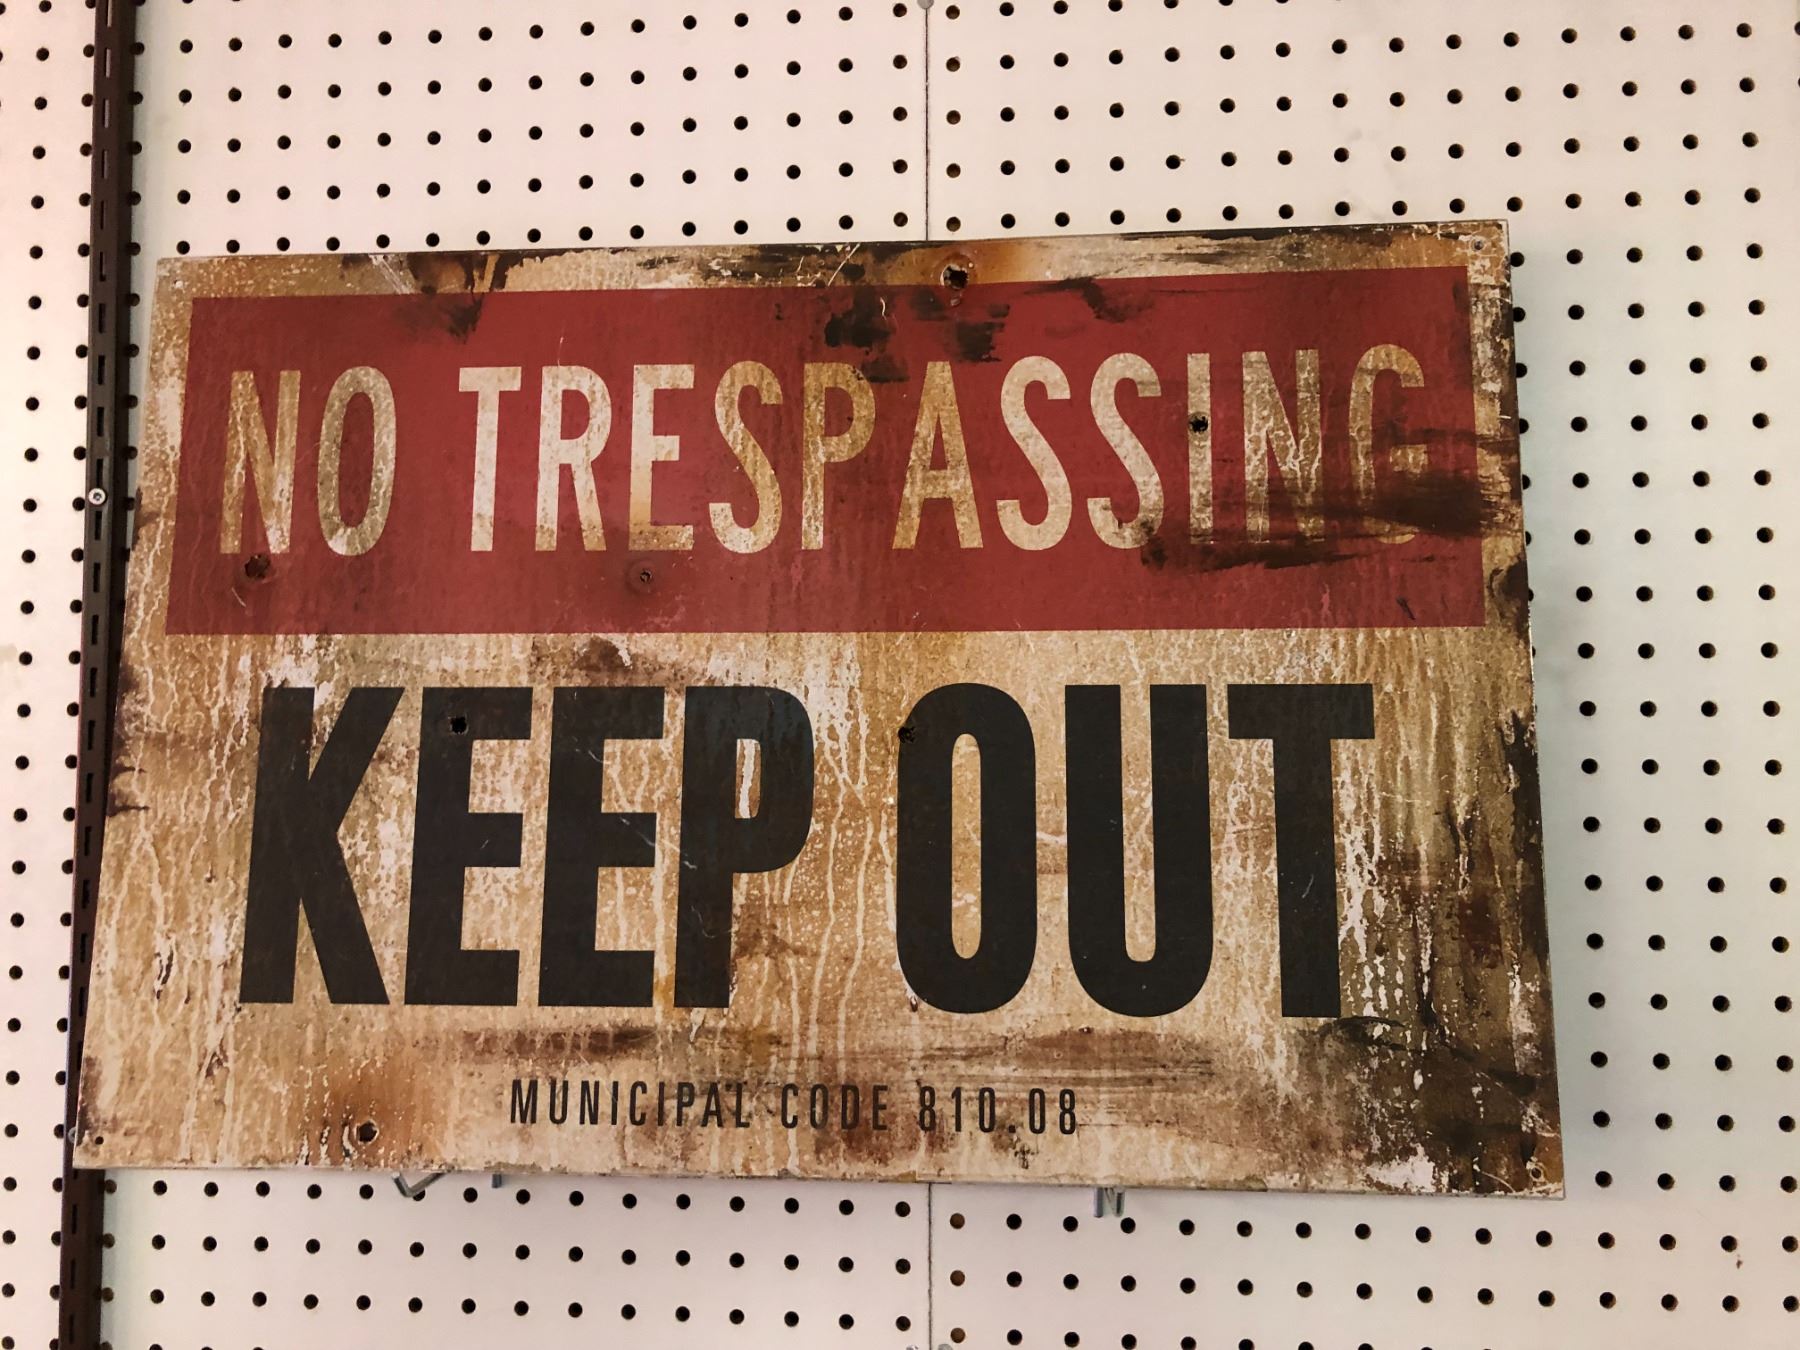 NO TRESPASSING
KEEP OUT
MUNICIPAL CODE 810.08